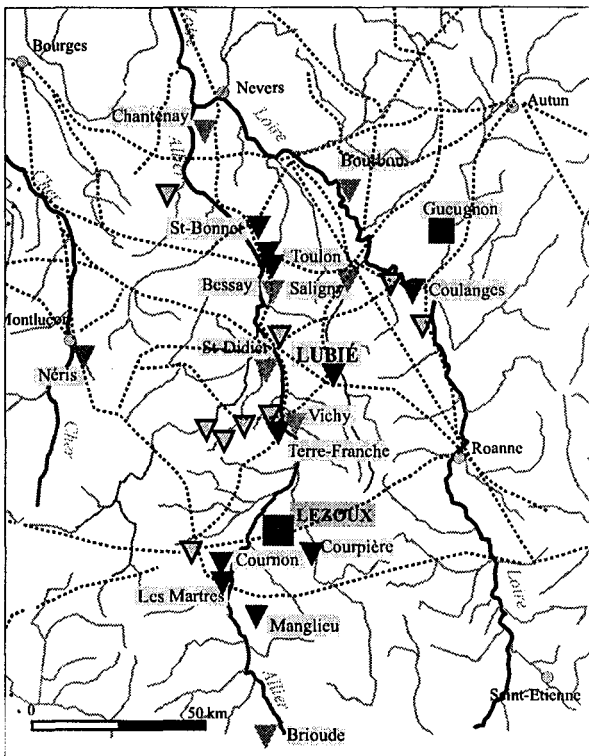 Bourges
Loire
Nevers
Autun
Chantenay
Allier
Loire
Bourbon
Cher
Gueugnon
St-Bonnet
Toulon
Bessay
Saligny
Coulanges
Montluçon
St-Didier
LUBIÉ
Néris
Vichy
Terre-Franche
Cher
Roanne
LEZOUX
Cournon
Courpière
Les Martres
Loire
Manglieu
Allier
Saint-Etienne
0
50 km
Brioude